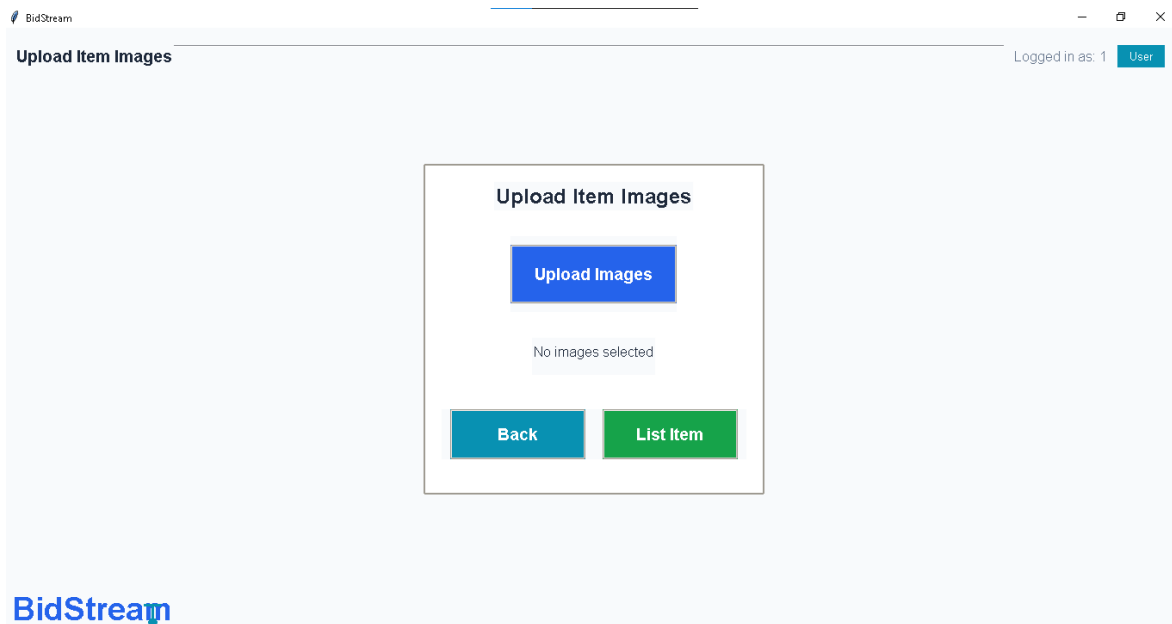 BidStream
Upload Item Images
Logged in as: 1
User
Upload Item Images
Upload Images
No images selected
Back
List Item
BidStream